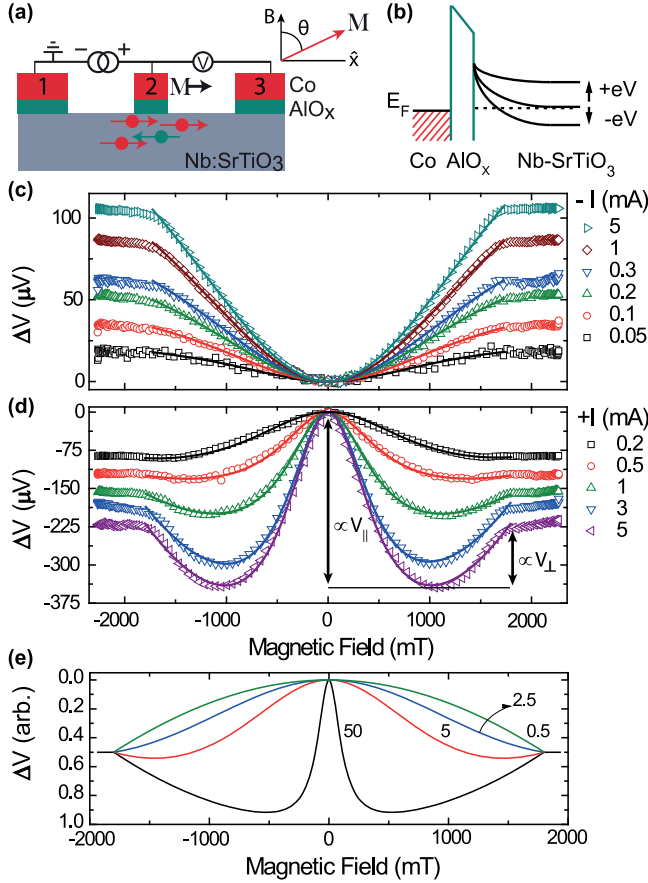 (a)
B
θ
M
x̂
− +
V
1 2 M 3 Co
AlOx
Nb:SrTiO3
(b)
EF
+eV
-eV
Co AlOX Nb-SrTiO3
(c)
ΔV (µV)
100
50
0
- I (mA)
5
1
0.3
0.2
0.1
0.05
(d)
ΔV (µV)
0
-75
-150
-225
-300
-375
∝V||
∝V⊥
+I (mA)
0.2
0.5
1
3
5
-2000 -1000 0 1000 2000
Magnetic Field (mT)
(e)
ΔV (arb.)
0.0
0.2
0.4
0.6
0.8
1.0
50 5 2.5 0.5
-2000 -1000 0 1000 2000
Magnetic Field (mT)